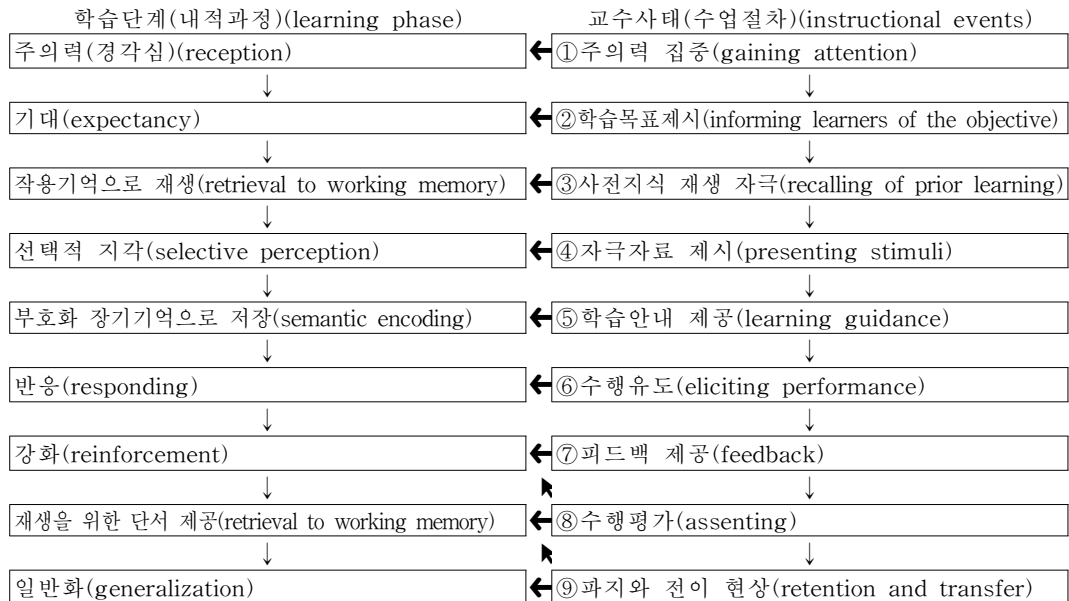 학습단계(내적과정)(learning phase) 교수사태(수업절차)(instructional events)
주의력(경각심)(reception) ①주의력 집중(gaining attention)
기대(expectancy) ②학습목표제시(informing learners of the objective)
작용기억으로 재생(retrieval to working memory) ③사전지식 재생 자극(recalling of prior learning)
선택적 지각(selective perception) ④자극자료 제시(presenting stimuli)
부호화 장기기억으로 저장(semantic encoding) ⑤학습안내 제공(learning guidance)
반응(responding) ⑥수행유도(eliciting performance)
강화(reinforcement) ⑦피드백 제공(feedback)
재생을 위한 단서 제공(retrieval to working memory) ⑧수행평가(assenting)
일반화(generalization) ⑨파지와 전이 현상(retention and transfer)